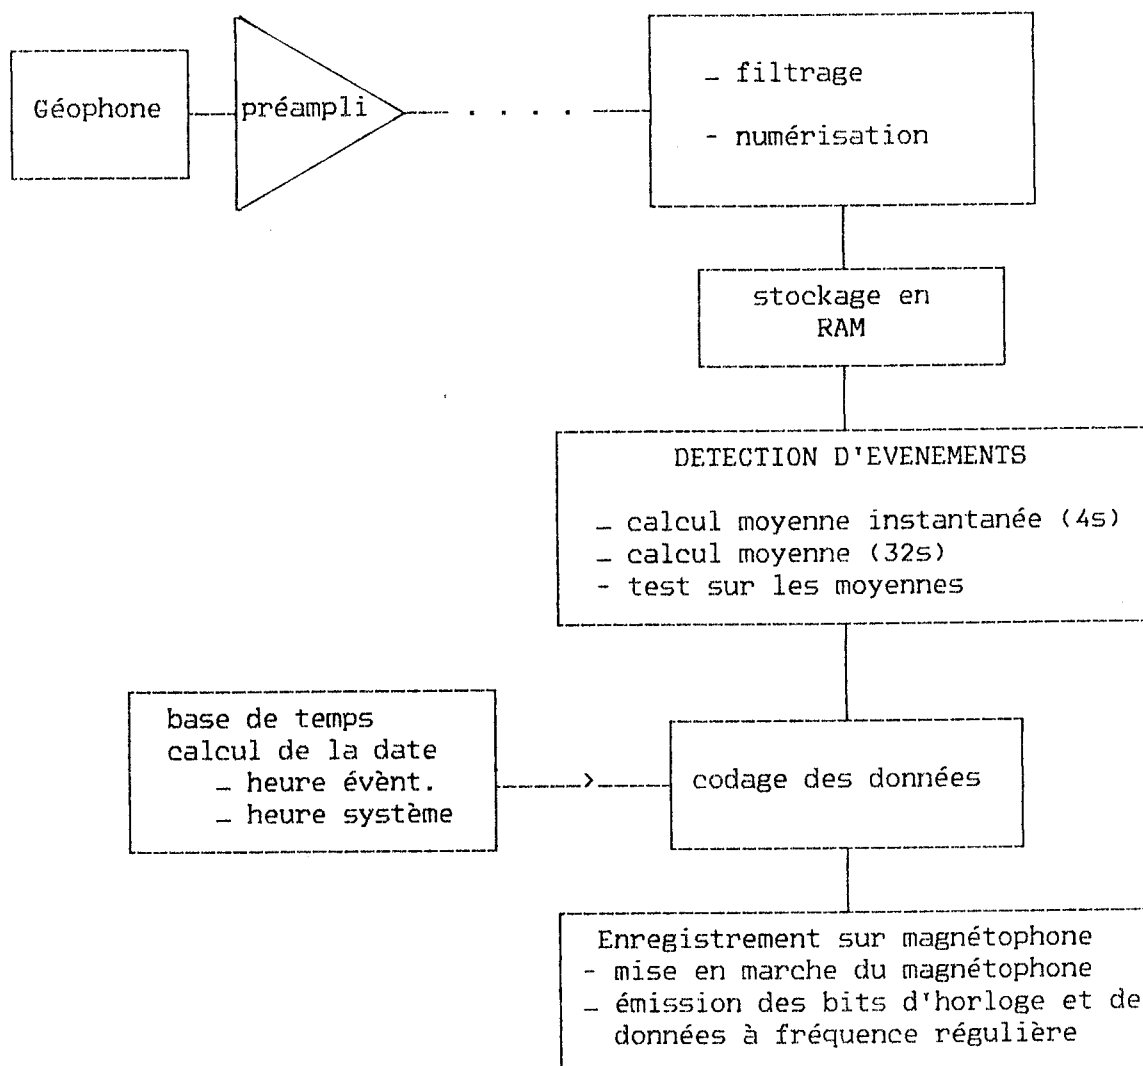 Géophone
préampli
– filtrage
- numérisation
stockage en
RAM
DETECTION D'EVENEMENTS
– calcul moyenne instantanée (4s)
– calcul moyenne (32s)
- test sur les moyennes
base de temps
calcul de la date
– heure évènt.
– heure système
codage des données
Enregistrement sur magnétophone
- mise en marche du magnétophone
– émission des bits d'horloge et de
données à fréquence régulière